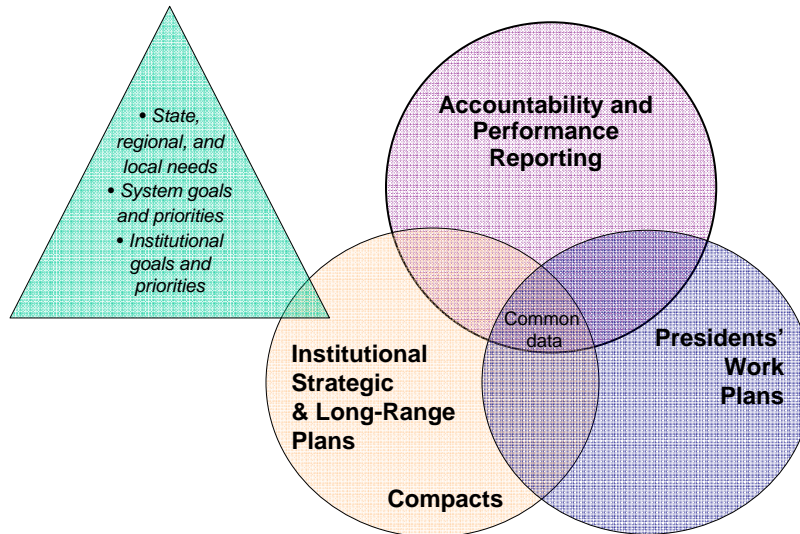 • State,
regional, and
local needs
• System goals
and priorities
• Institutional
goals and
priorities
Accountability and
Performance
Reporting
Common
data
Institutional
Strategic
& Long-Range
Plans
Compacts
Presidents’
Work
Plans